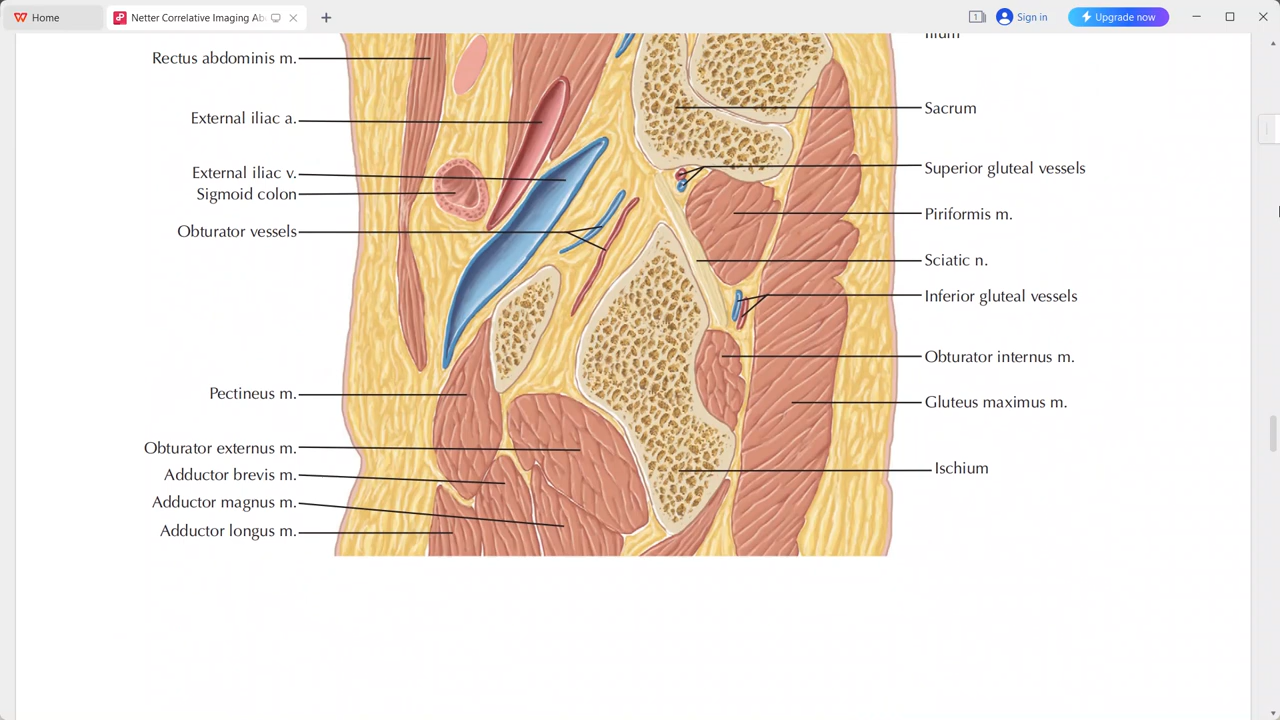 Home
Netter Correlative Imaging Ab
1
Sign in
Upgrade now
Rectus abdominis m.
External iliac a.
External iliac v.
Sigmoid colon
Obturator vessels
Pectineus m.
Obturator externus m.
Adductor brevis m.
Adductor magnus m.
Adductor longus m.
Ilium
Sacrum
Superior gluteal vessels
Piriformis m.
Sciatic n.
Inferior gluteal vessels
Obturator internus m.
Gluteus maximus m.
Ischium